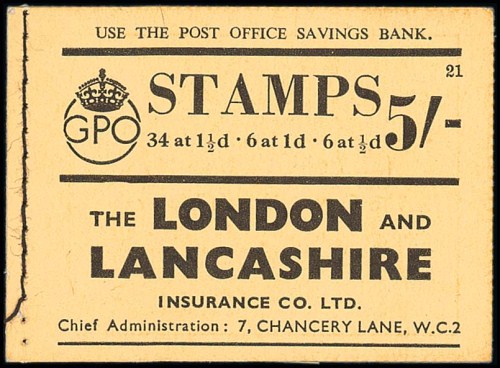 USE THE POST OFFICE SAVINGS BANK.
21
GPO
STAMPS 5/-
34 at 1½d · 6 at 1d · 6 at ½d
THE LONDON AND
LANCASHIRE
INSURANCE CO. LTD.
Chief Administration: 7, CHANCERY LANE, W.C.2